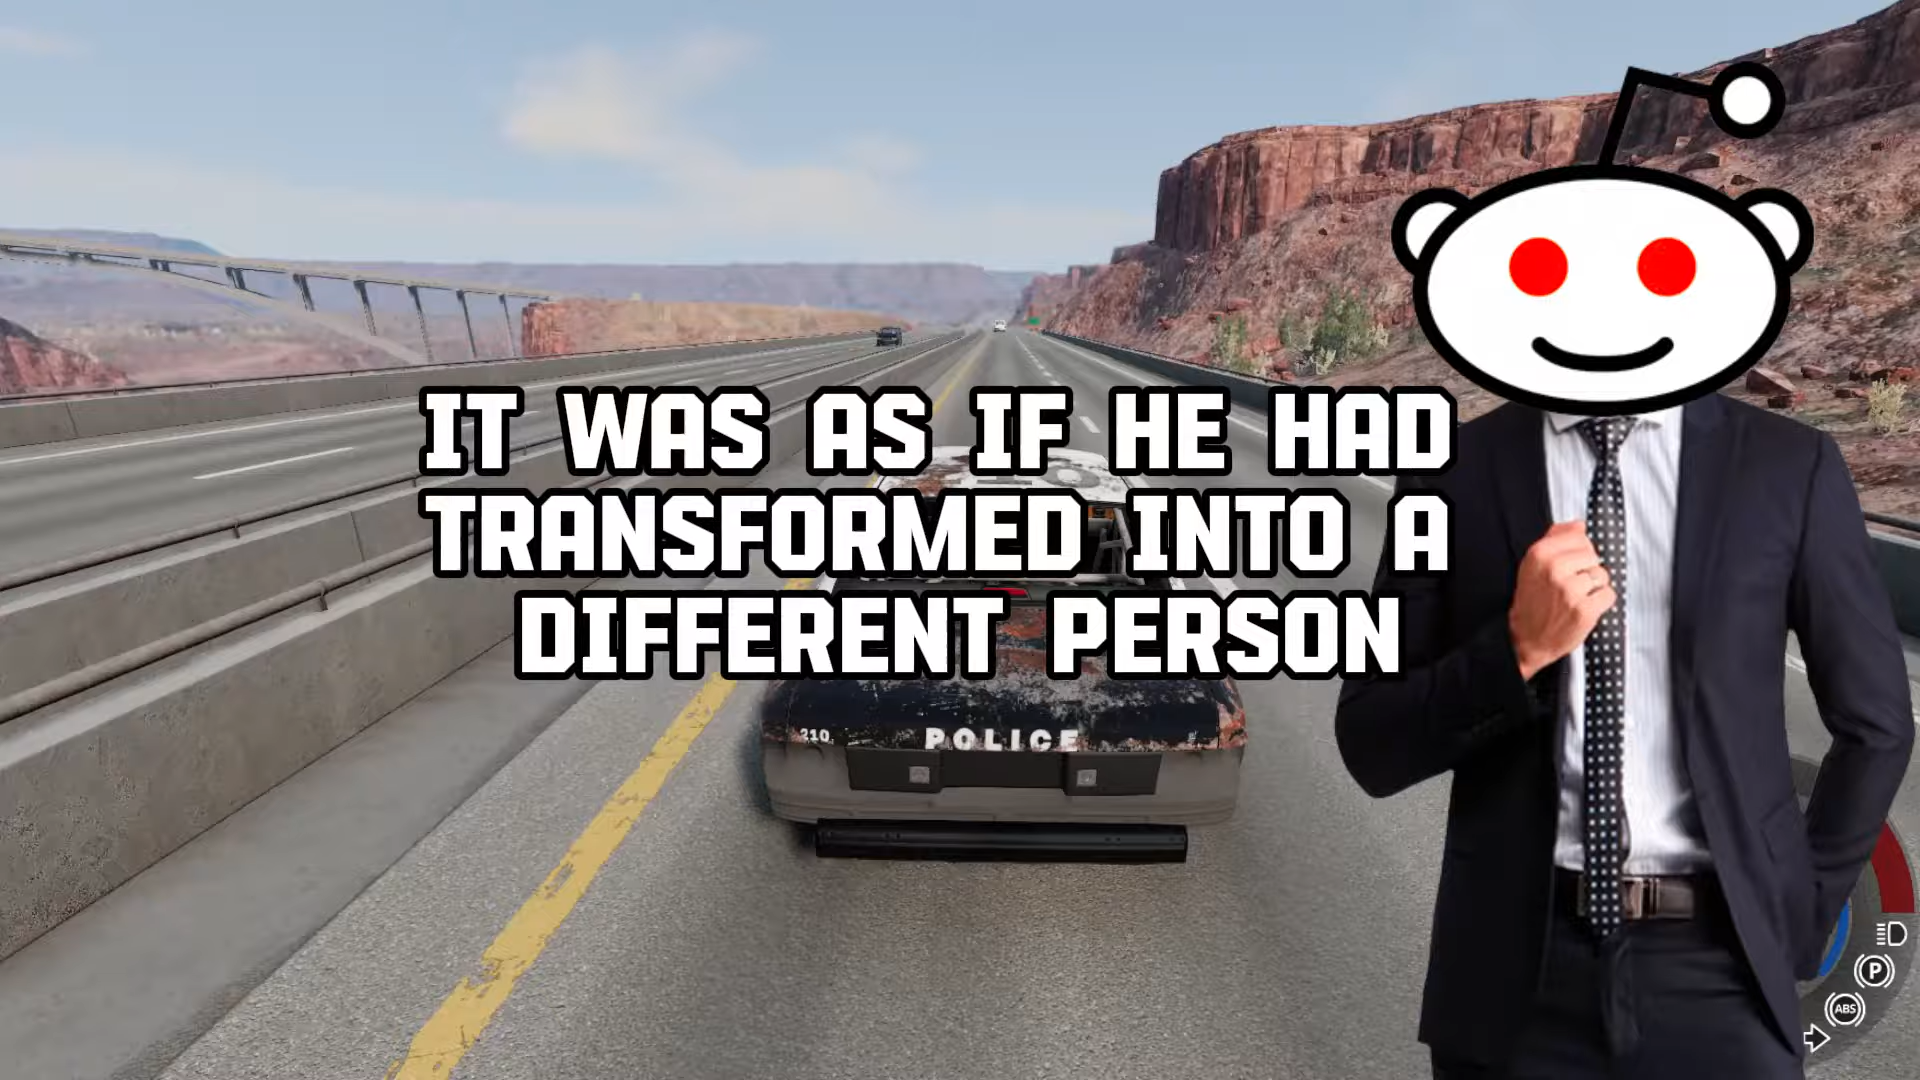 IT WAS AS IF HE HAD
TRANSFORMED INTO A
DIFFERENT PERSON
210
POLICE
P
ABS